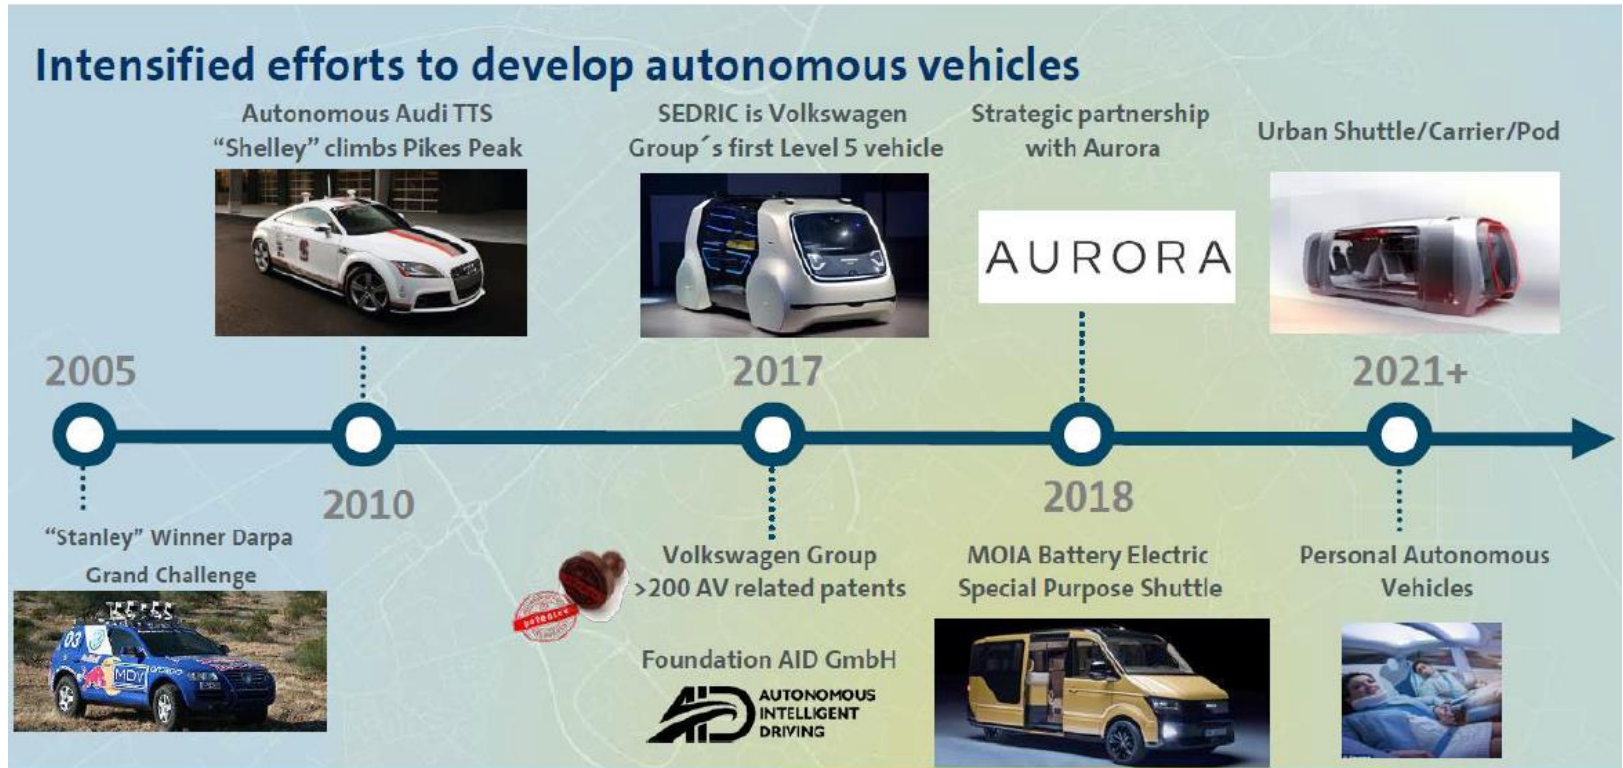 Intensified efforts to develop autonomous vehicles
Autonomous Audi TTS
“Shelley” climbs Pikes Peak
SEDRIC is Volkswagen
Group´s first Level 5 vehicle
Strategic partnership
with Aurora
Urban Shuttle/Carrier/Pod
AURORA
2005
2017
2021+
2010
2018
“Stanley” Winner Darpa
Grand Challenge
03
MDV
Volkswagen Group
>200 AV related patents
MOIA Battery Electric
Special Purpose Shuttle
Personal Autonomous
Vehicles
Foundation AID GmbH
AID
AUTONOMOUS
INTELLIGENT
DRIVING